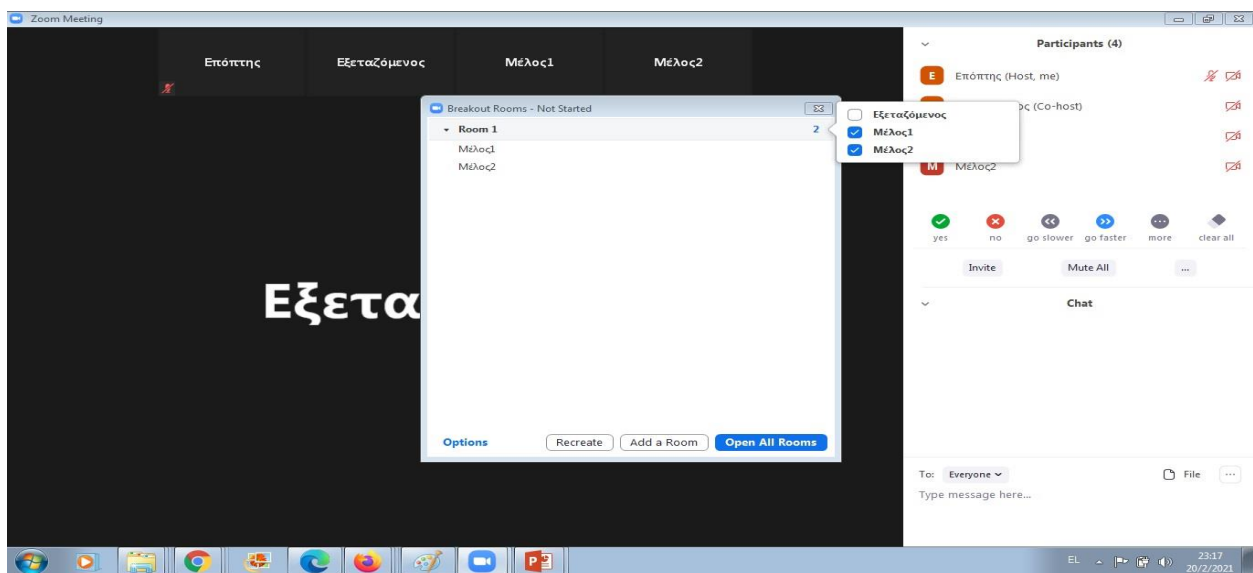 Zoom Meeting
Επόπτης Εξεταζόμενος Μέλος1 Μέλος2
Εξετα
Breakout Rooms - Not Started
Room 1 2
Μέλος1
Μέλος2
Options Recreate Add a Room Open All Rooms
Εξεταζόμενος
Μέλος1
Μέλος2
Participants (4)
E Επόπτης (Host, me)
ος (Co-host)
M Μέλος2
yes no go slower go faster more clear all
Invite Mute All ...
Chat
To: Everyone File ...
Type message here...
EL 23:17
20/2/2021